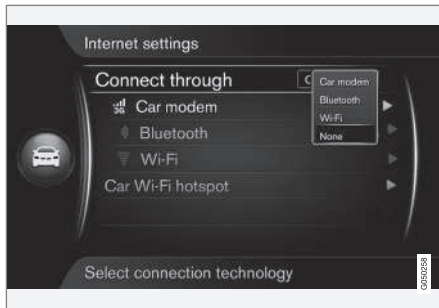 Internet settings
Connect through
C
Car modem
Bluetooth
Wi-Fi
None
3G Car modem
Bluetooth
Wi-Fi
Car Wi-Fi hotspot
Select connection technology
G050258